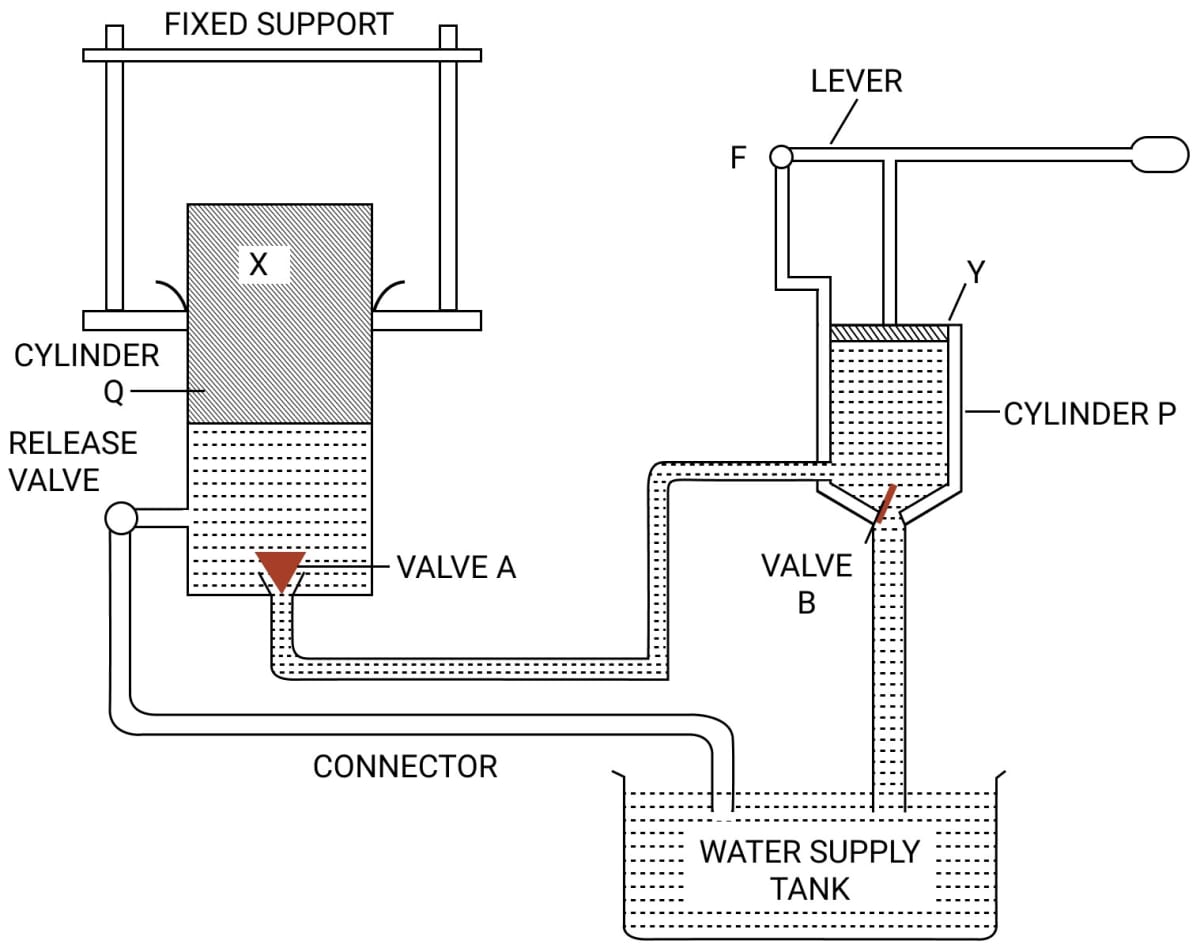 FIXED SUPPORT
LEVER
F
X
Y
CYLINDER
Q
CYLINDER P
RELEASE
VALVE
VALVE A
VALVE
B
CONNECTOR
WATER SUPPLY
TANK